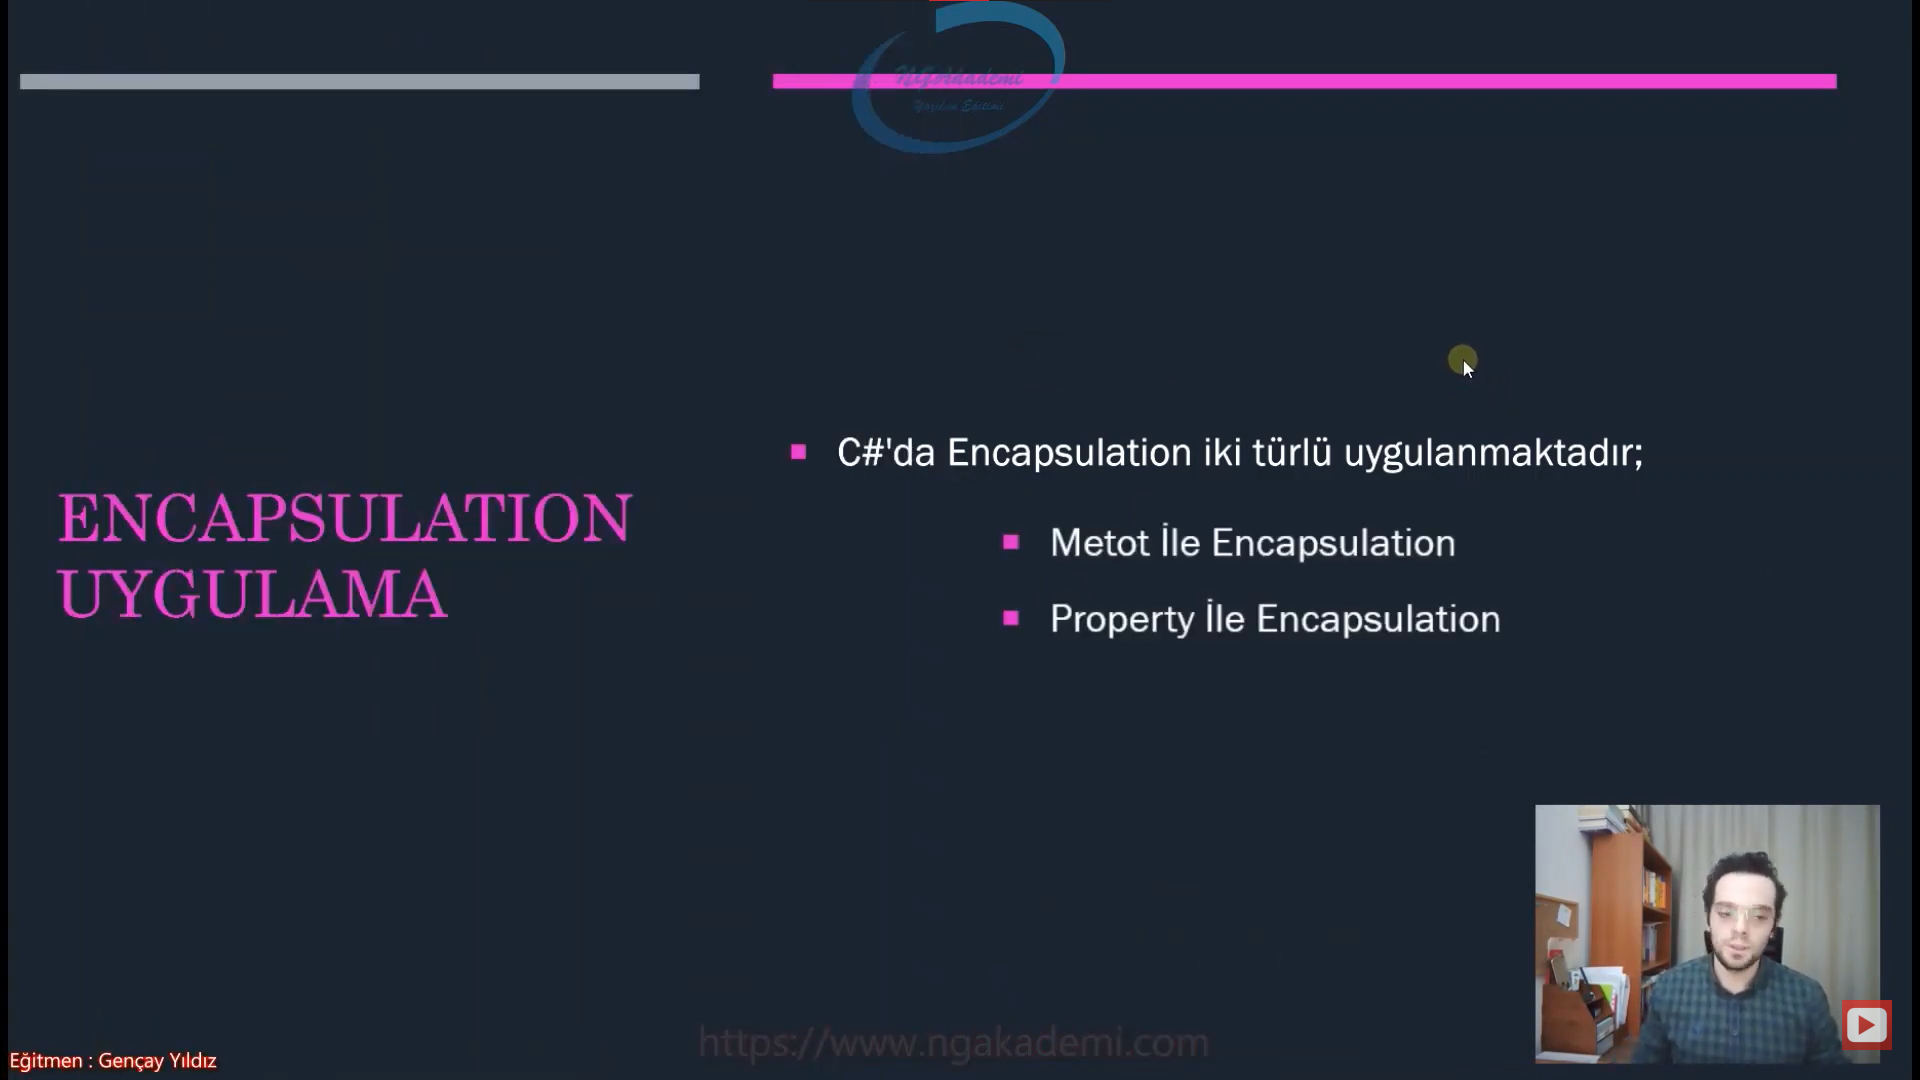 NGakademi
Yazılım Eğitimi
ENCAPSULATION
UYGULAMA
C#'da Encapsulation iki türlü uygulanmaktadır;
Metot İle Encapsulation
Property İle Encapsulation
https://www.ngakademi.com
Eğitmen : Gençay Yıldız